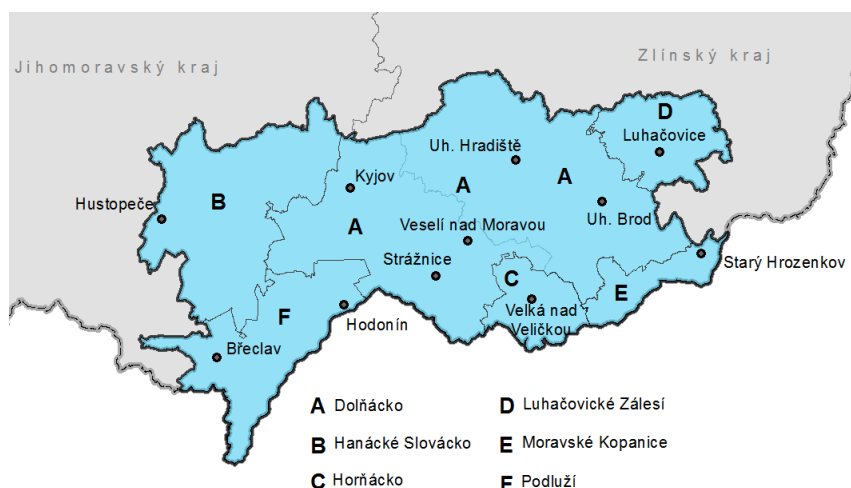 Jihomoravský kraj
Zlínský kraj
D
Luhačovice
Uh. Hradiště
Kyjov
A
A
B
Hustopeče
Uh. Brod
Veselí nad Moravou
A
Strážnice
Starý Hrozenkov
C
E
Velká nad
Veličkou
F
Hodonín
Břeclav
A Dolňácko
D Luhačovické Zálesí
B Hanácké Slovácko
E Moravské Kopanice
C Horňácko
F Podluží